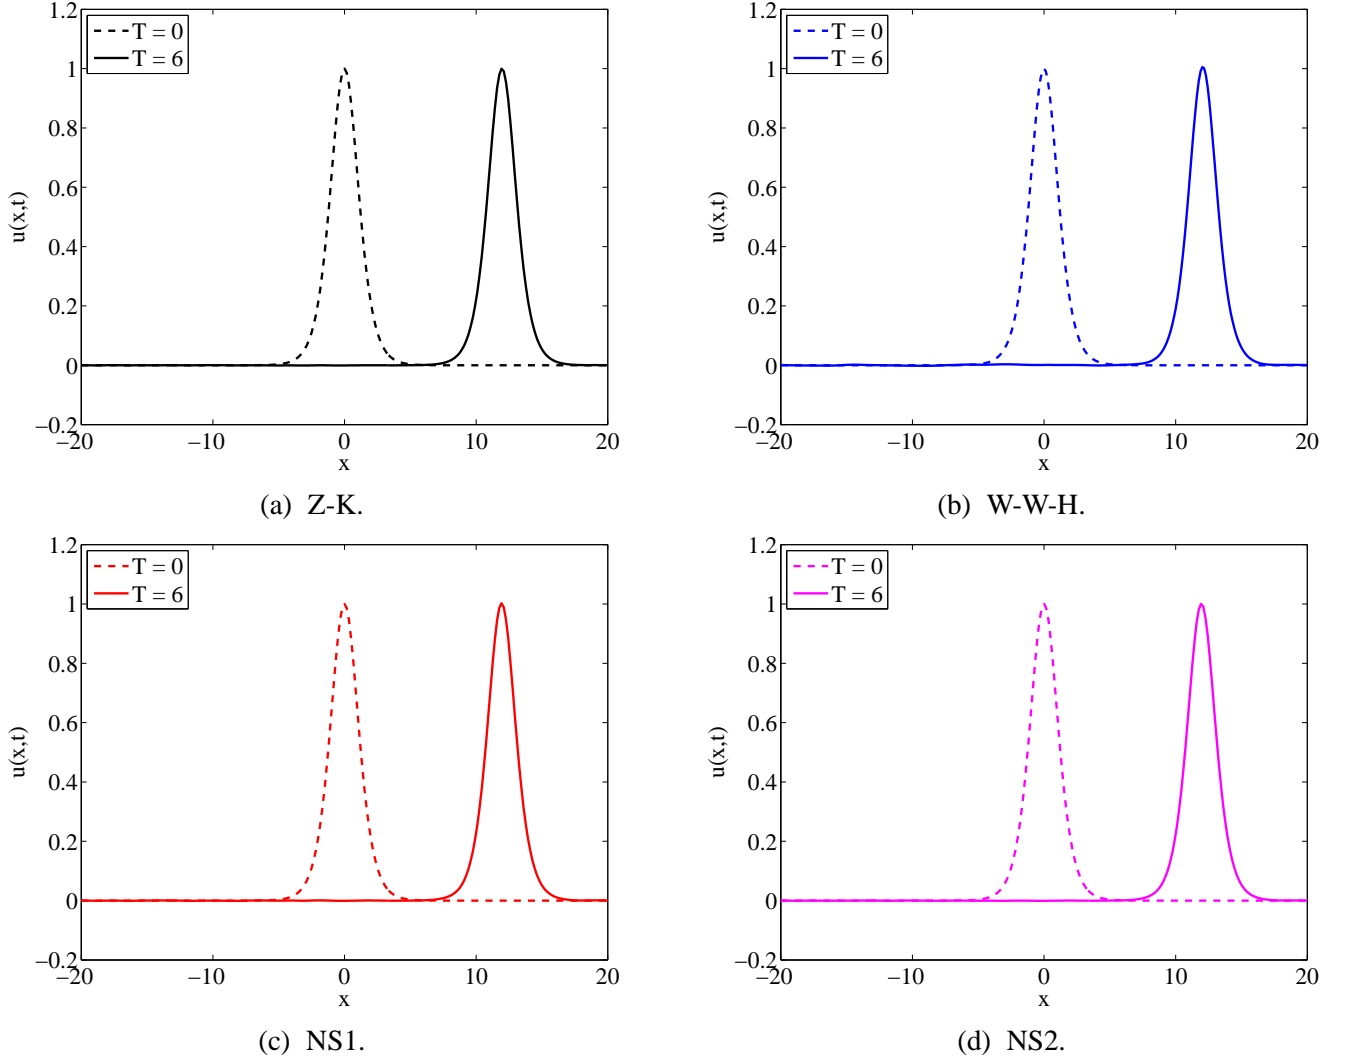 1.2
T = 0
T = 6
1
0.8
0.6
u(x,t)
0.4
0.2
0
−0.2
−20 −10 0 10 20
x
(a) Z-K.
1.2
T = 0
T = 6
1
0.8
0.6
u(x,t)
0.4
0.2
0
−0.2
−20 −10 0 10 20
x
(b) W-W-H.
1.2
T = 0
T = 6
1
0.8
0.6
u(x,t)
0.4
0.2
0
−0.2
−20 −10 0 10 20
x
(c) NS1.
1.2
T = 0
T = 6
1
0.8
0.6
u(x,t)
0.4
0.2
0
−0.2
−20 −10 0 10 20
x
(d) NS2.